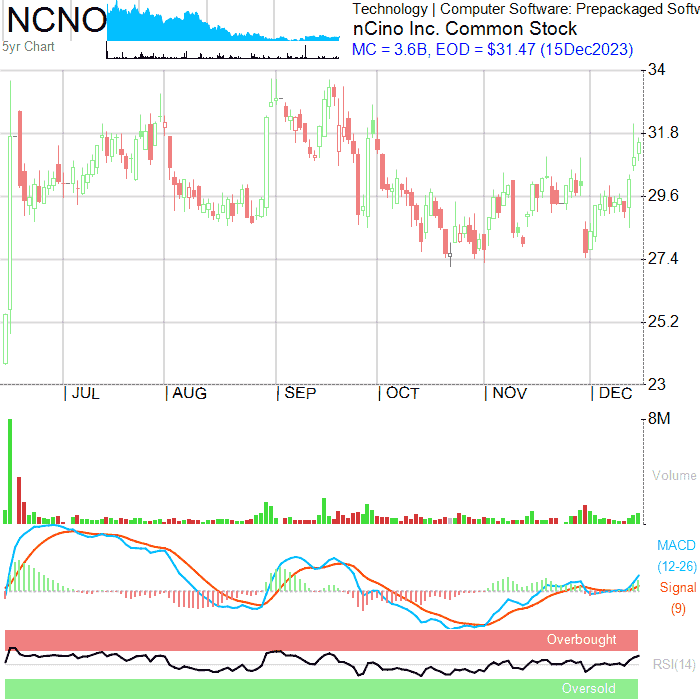 NCNO
5yr Chart
Technology | Computer Software: Prepackaged Softw
nCino Inc. Common Stock
MC = 3.6B, EOD = $31.47 (15Dec2023)
34
31.8
29.6
27.4
25.2
23
| JUL | AUG | SEP | OCT | NOV | DEC
8M
Volume
MACD
(12-26)
Signal
(9)
Overbought
RSI(14)
Oversold